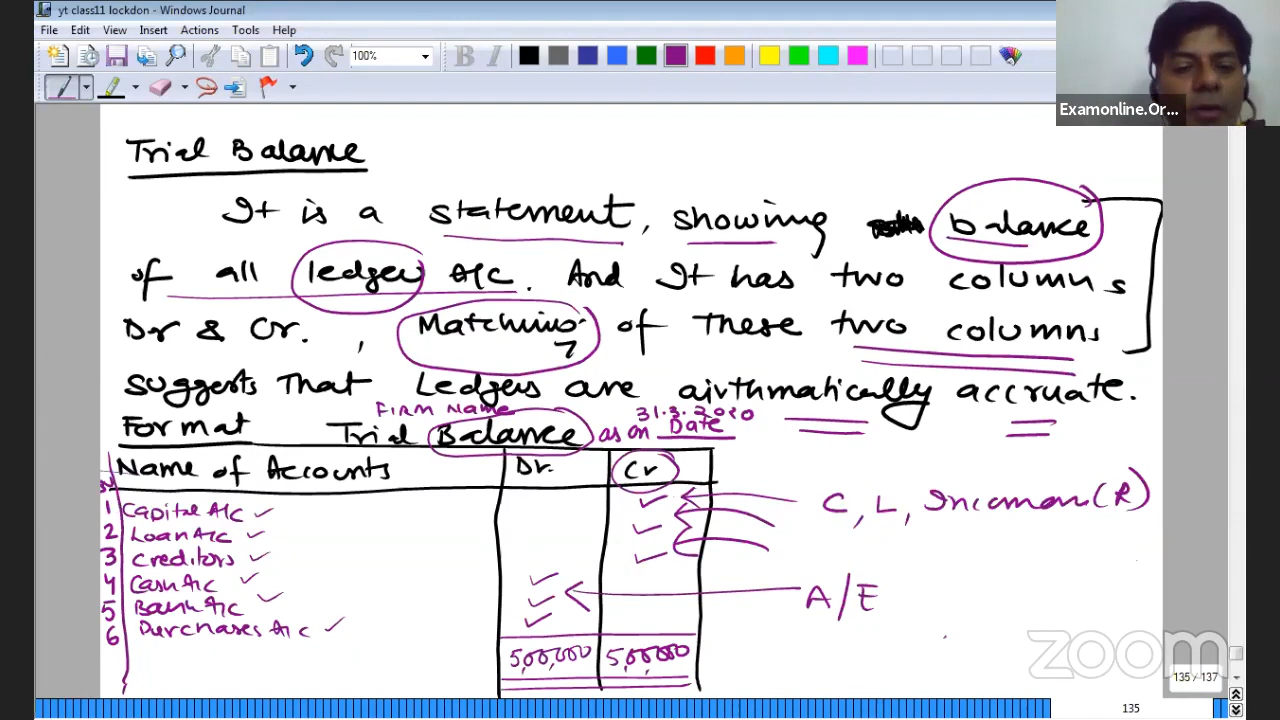 yt class11 lockdon - Windows Journal
File Edit View Insert Actions Tools Help
100%
B I
Examonline.Or...
Trial Balance
It is a statement, showing balance
of all ledger A/C. And It has two columns
Dr & Cr. , Matching of these two columns
suggests that Ledgers are airthmatically accruate.
FIRM Name 31.3.2020
Format Trial Balance as on Date
Name of Accounts Dr. Cr
1 Capital A/C
2 Loan A/C
3 Creditors
4 Cash A/C
5 Bank A/C
6 Purchases A/c
C, L, Incomes (R)
A/E
5,00,000 5,00,000
zoom
135 / 137
135